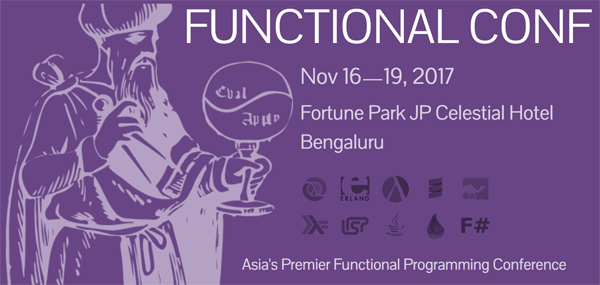 FUNCTIONAL CONF
Eval
Apply
Nov 16—19, 2017
Fortune Park JP Celestial Hotel
Bengaluru
e
ERLANG
LISP
F#
Asia's Premier Functional Programming Conference